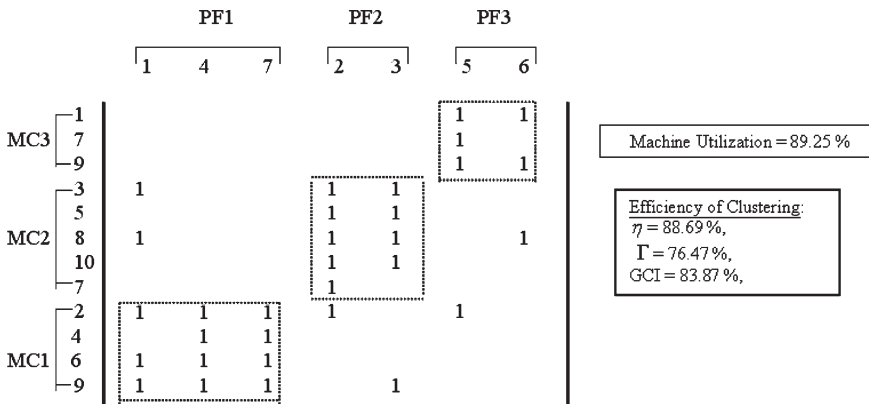 PF1 PF2 PF3
1 4 7 2 3 5 6
1 1 1
MC3 7 1
9 1 1
3 1 1 1
5 1 1
MC2 8 1 1 1 1
10 1 1
7 1
2 1 1 1 1 1
4 1 1
MC1 6 1 1 1
9 1 1 1 1
Machine Utilization = 89.25 %
Efficiency of Clustering:
η = 88.69 %,
Γ = 76.47 %,
GCI = 83.87 %,